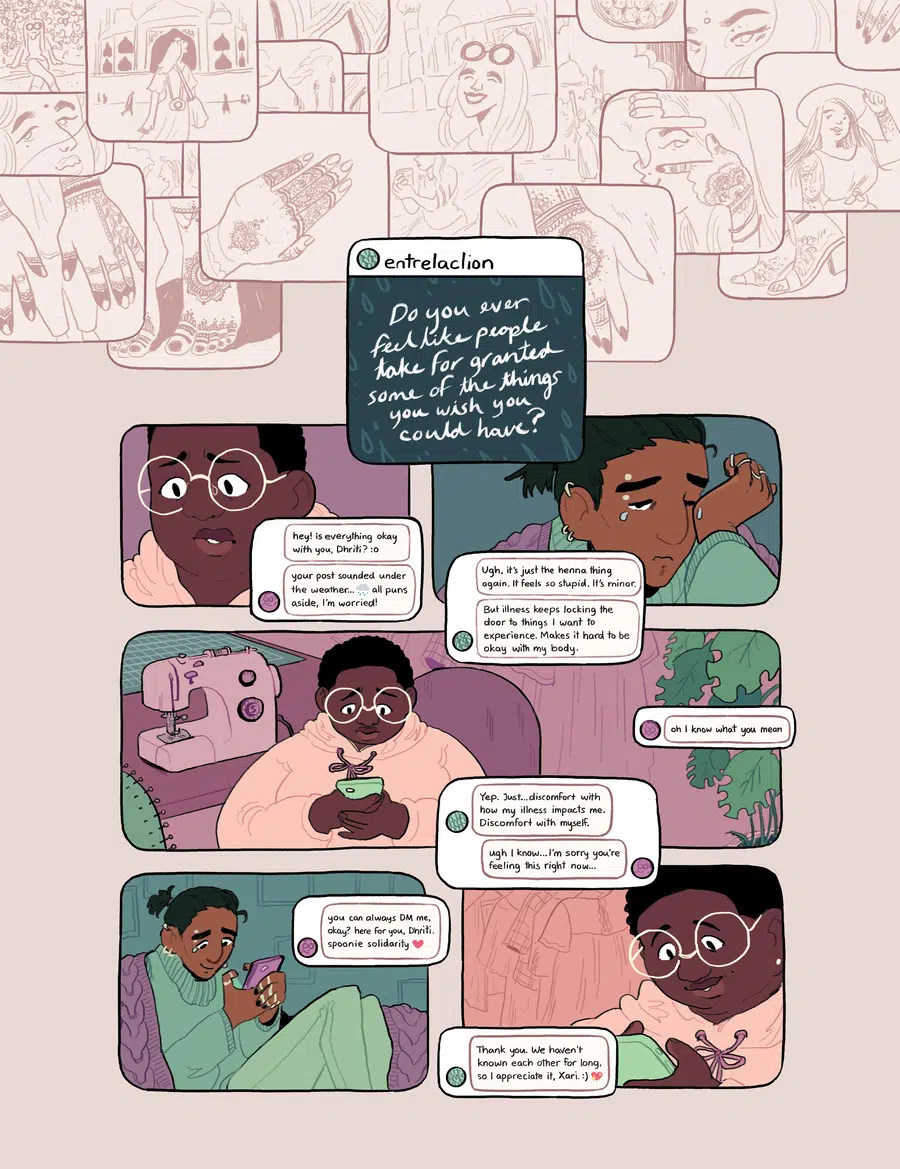 entrelaclion
Do you ever
feel like people
take for granted
some of the things
you wish you
could have?
hey! is everything okay
with you, Dhriti? :o
your post sounded under
the weather... 🌧️ all puns
aside, I'm worried!
Ugh, it's just the henna thing
again. It feels so stupid. It's minor.
But illness keeps locking the
door to things I want to
experience. Makes it hard to be
okay with my body.
oh I know what you mean
Yep. Just...discomfort with
how my illness impacts me.
Discomfort with myself.
ugh I know...I'm sorry you're
feeling this right now...
you can always DM me,
okay? here for you, Dhriti.
spoonie solidarity 💗
Thank you. We haven't
known each other for long,
so I appreciate it, Xari. :) 💗